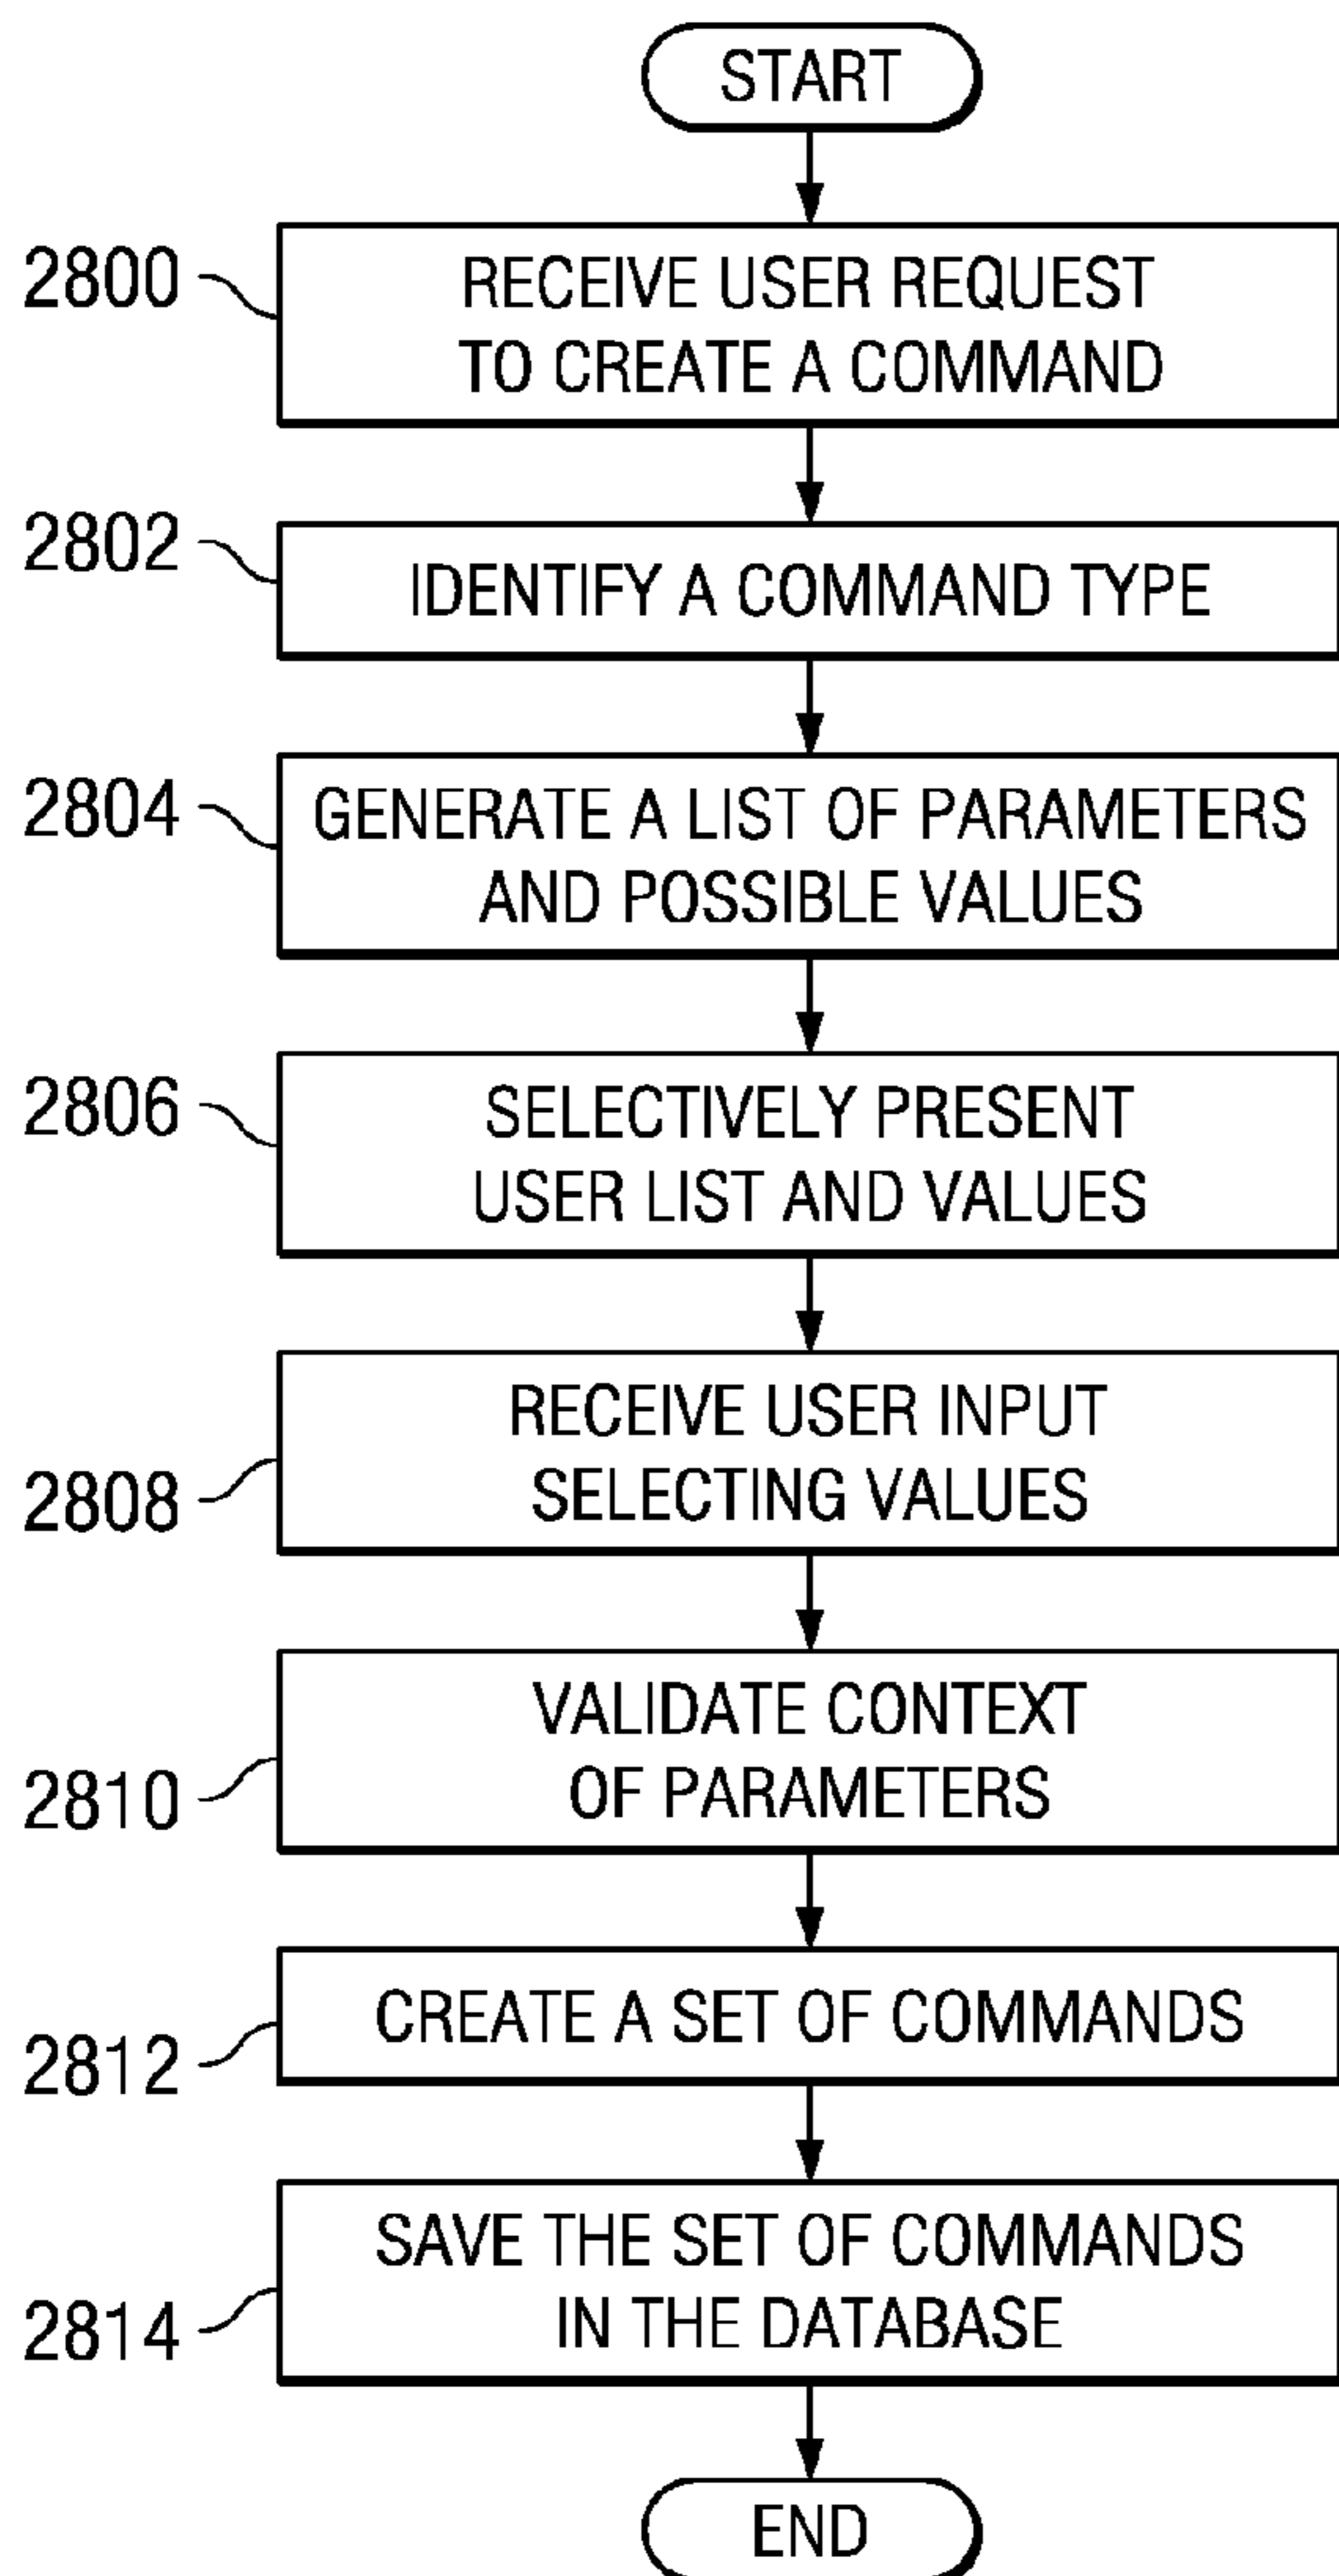 START
2800
RECEIVE USER REQUEST
TO CREATE A COMMAND
2802
IDENTIFY A COMMAND TYPE
2804
GENERATE A LIST OF PARAMETERS
AND POSSIBLE VALUES
2806
SELECTIVELY PRESENT
USER LIST AND VALUES
2808
RECEIVE USER INPUT
SELECTING VALUES
2810
VALIDATE CONTEXT
OF PARAMETERS
2812
CREATE A SET OF COMMANDS
2814
SAVE THE SET OF COMMANDS
IN THE DATABASE
END